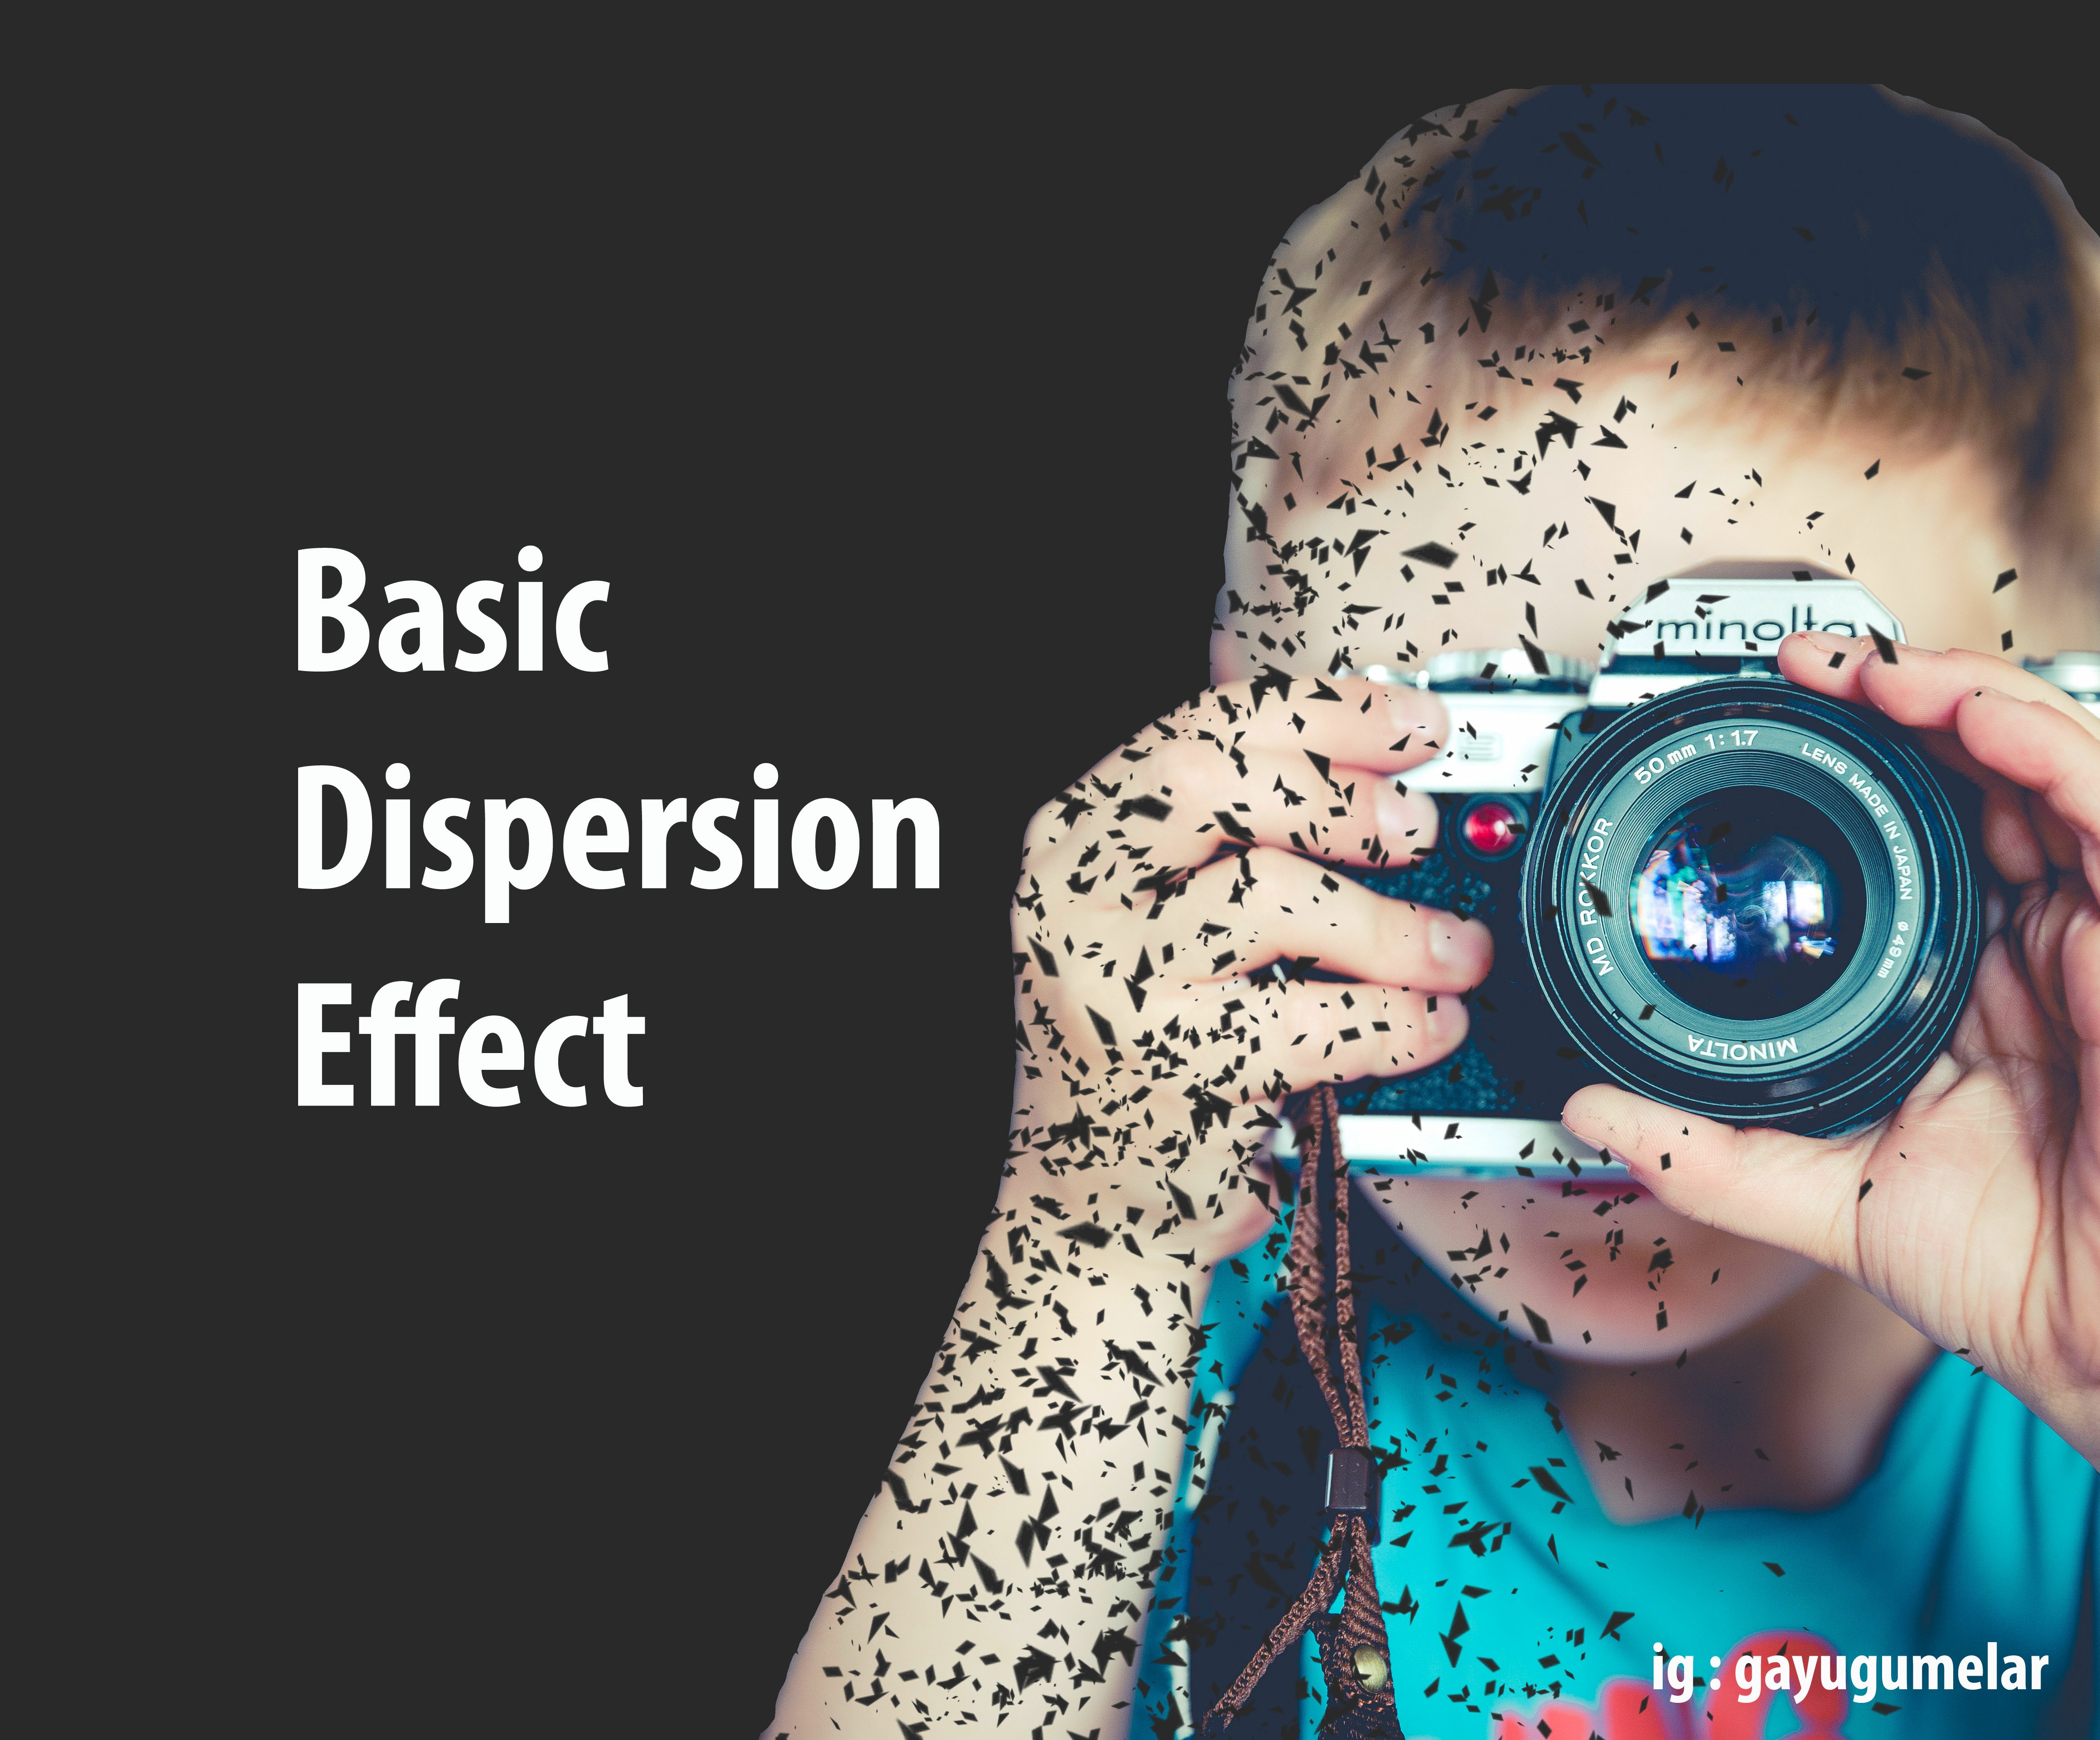 Basic
Dispersion
Effect
minolta
50 mm 1:1.7
LENS MADE IN JAPAN ø 49 mm
MD ROKKOR
MINOLTA
ig : gayugumelar